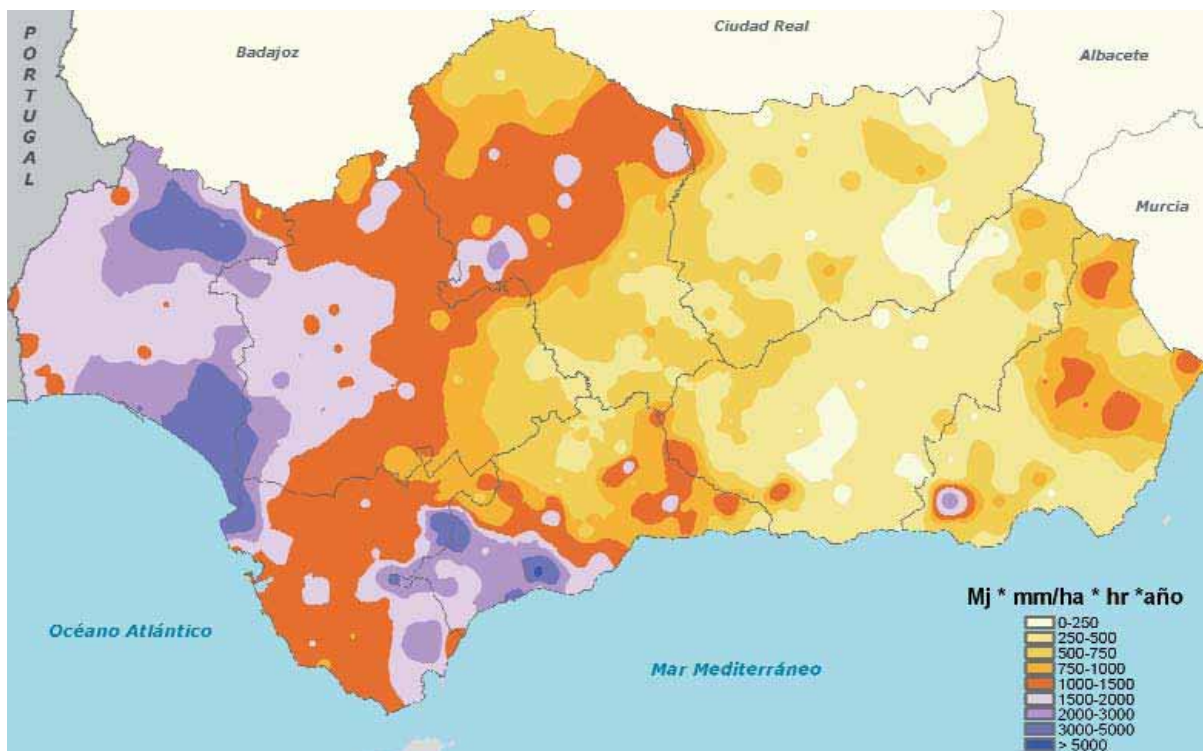 PORTUGAL
Badajoz
Ciudad Real
Albacete
Murcia
Océano Atlántico
Mar Mediterráneo
Mj * mm/ha * hr *año
0-250
250-500
500-750
750-1000
1000-1500
1500-2000
2000-3000
3000-5000
> 5000